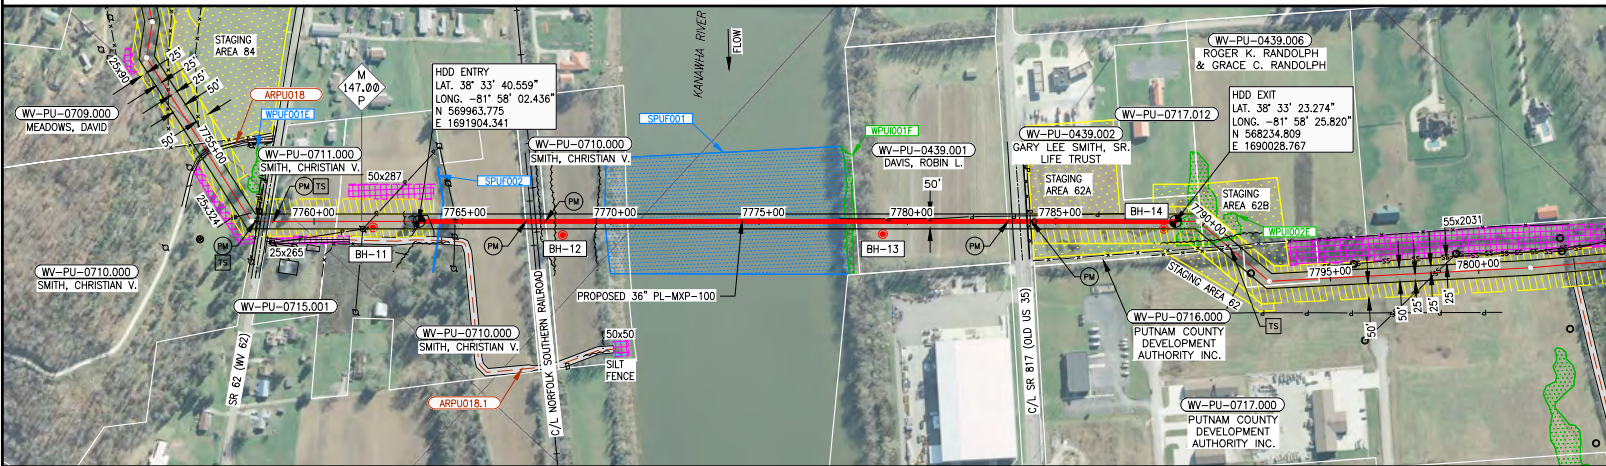 STAGING
AREA 84
25'
25'
25'
50'
25x90
50'
ARPU018
WPUF001E
WV-PU-0709.000
MEADOWS, DAVID
7755+00
M
147.00
P
HDD ENTRY
LAT. 38° 33' 40.559"
LONG. -81° 58' 02.436"
N 569963.775
E 1691904.341
WV-PU-0711.000
SMITH, CHRISTIAN V.
PM
TS
50x287
SPUF002
25x324
7760+00
7765+00
PM
TS
25x265
BH-11
PM
WV-PU-0710.000
SMITH, CHRISTIAN V.
WV-PU-0715.001
SR 62 (WV 62)
WV-PU-0710.000
SMITH, CHRISTIAN V.
PM
BH-12
C/L NORFOLK SOUTHERN RAILROAD
WV-PU-0710.000
SMITH, CHRISTIAN V.
ARPU018.1
50x50
SILT
FENCE
KANAWHA RIVER
FLOW
SPUF001
7770+00
7775+00
PROPOSED 36" PL-MXP-100
WPUI001F
WV-PU-0439.001
DAVIS, ROBIN L.
50'
7780+00
BH-13
PM
WV-PU-0439.006
ROGER K. RANDOLPH
& GRACE C. RANDOLPH
WV-PU-0717.012
WV-PU-0439.002
GARY LEE SMITH, SR.
LIFE TRUST
HDD EXIT
LAT. 38° 33' 23.274"
LONG. -81° 58' 25.820"
N 568234.809
E 1690028.767
STAGING
AREA 62A
7785+00
BH-14
7790+00
STAGING
AREA 62B
WPUI002F
PM
STAGING AREA 62
C/L SR 817 (OLD US 35)
WV-PU-0716.000
PUTNAM COUNTY
DEVELOPMENT
AUTHORITY INC.
TS
WV-PU-0717.000
PUTNAM COUNTY
DEVELOPMENT
AUTHORITY INC.
55x2031
7795+00
7800+00
50'
50'
25'
25'
25'